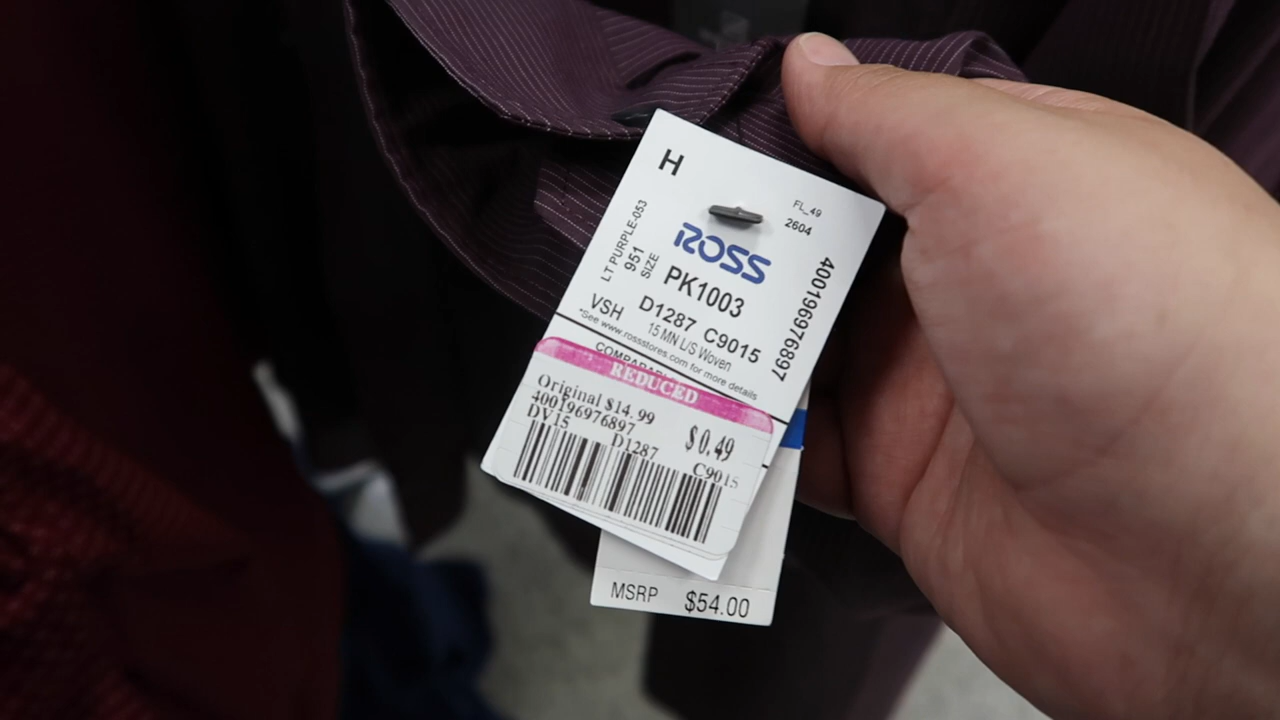 H
FL_49
2604
LT PURPLE-053
951
SIZE
ROSS
PK1003
400196976897
VSH D1287 C9015
15 MN L/S Woven
*See www.rossstores.com for more details
REDUCED
Original $14.99
400196976897
$0.49
DV15 D1287 C9015
MSRP $54.00